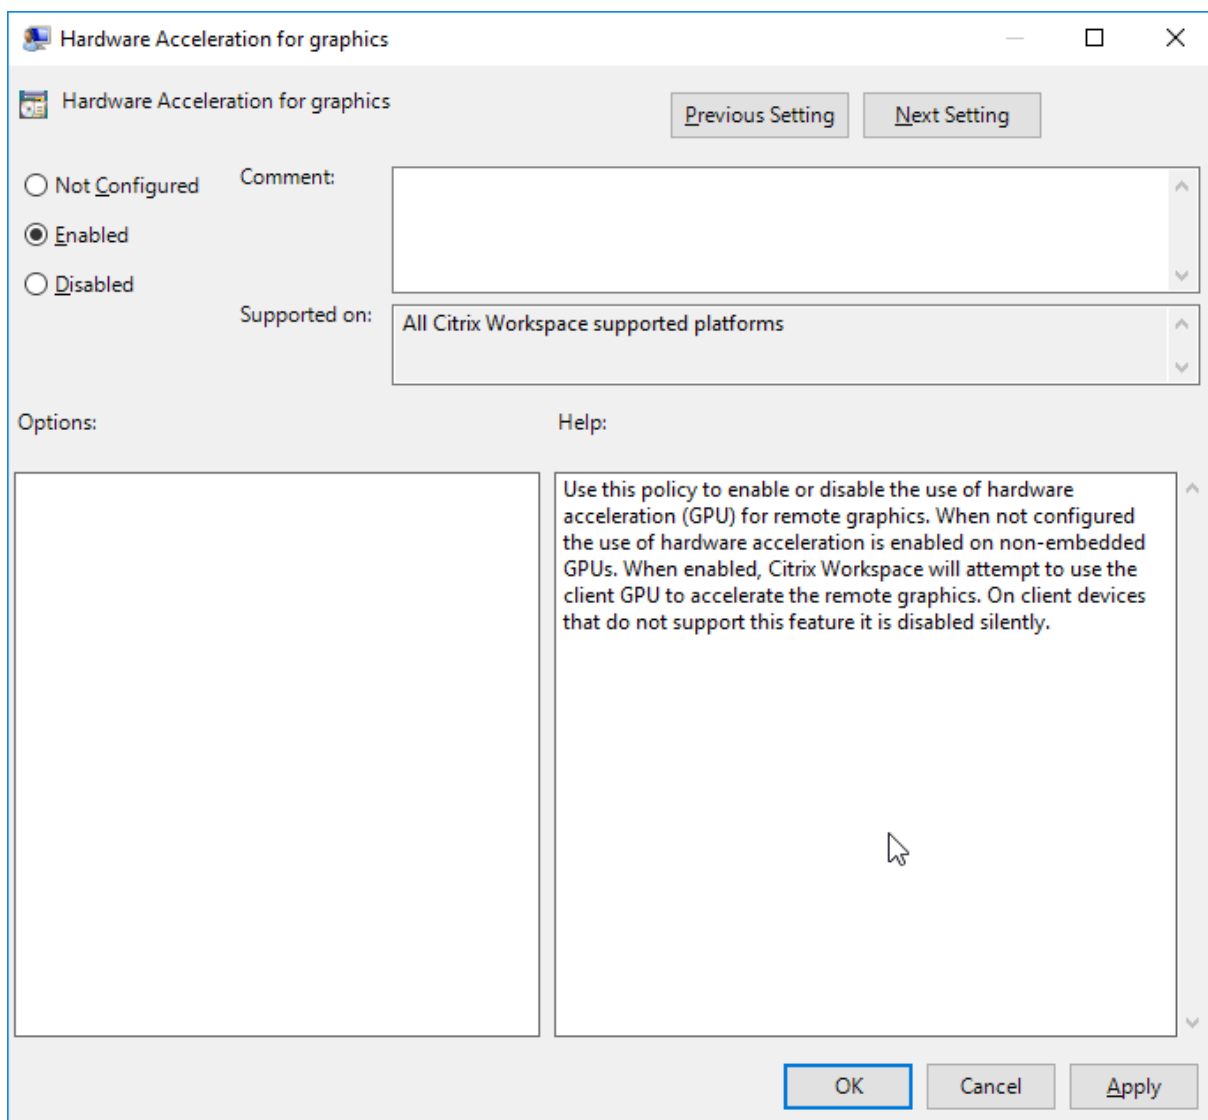 Hardware Acceleration for graphics
Hardware Acceleration for graphics
Previous Setting
Next Setting
Not Configured
Comment:
Enabled
Disabled
Supported on:
All Citrix Workspace supported platforms
Options:
Help:
Use this policy to enable or disable the use of hardware
acceleration (GPU) for remote graphics. When not configured
the use of hardware acceleration is enabled on non-embedded
GPUs. When enabled, Citrix Workspace will attempt to use the
client GPU to accelerate the remote graphics. On client devices
that do not support this feature it is disabled silently.
OK
Cancel
Apply